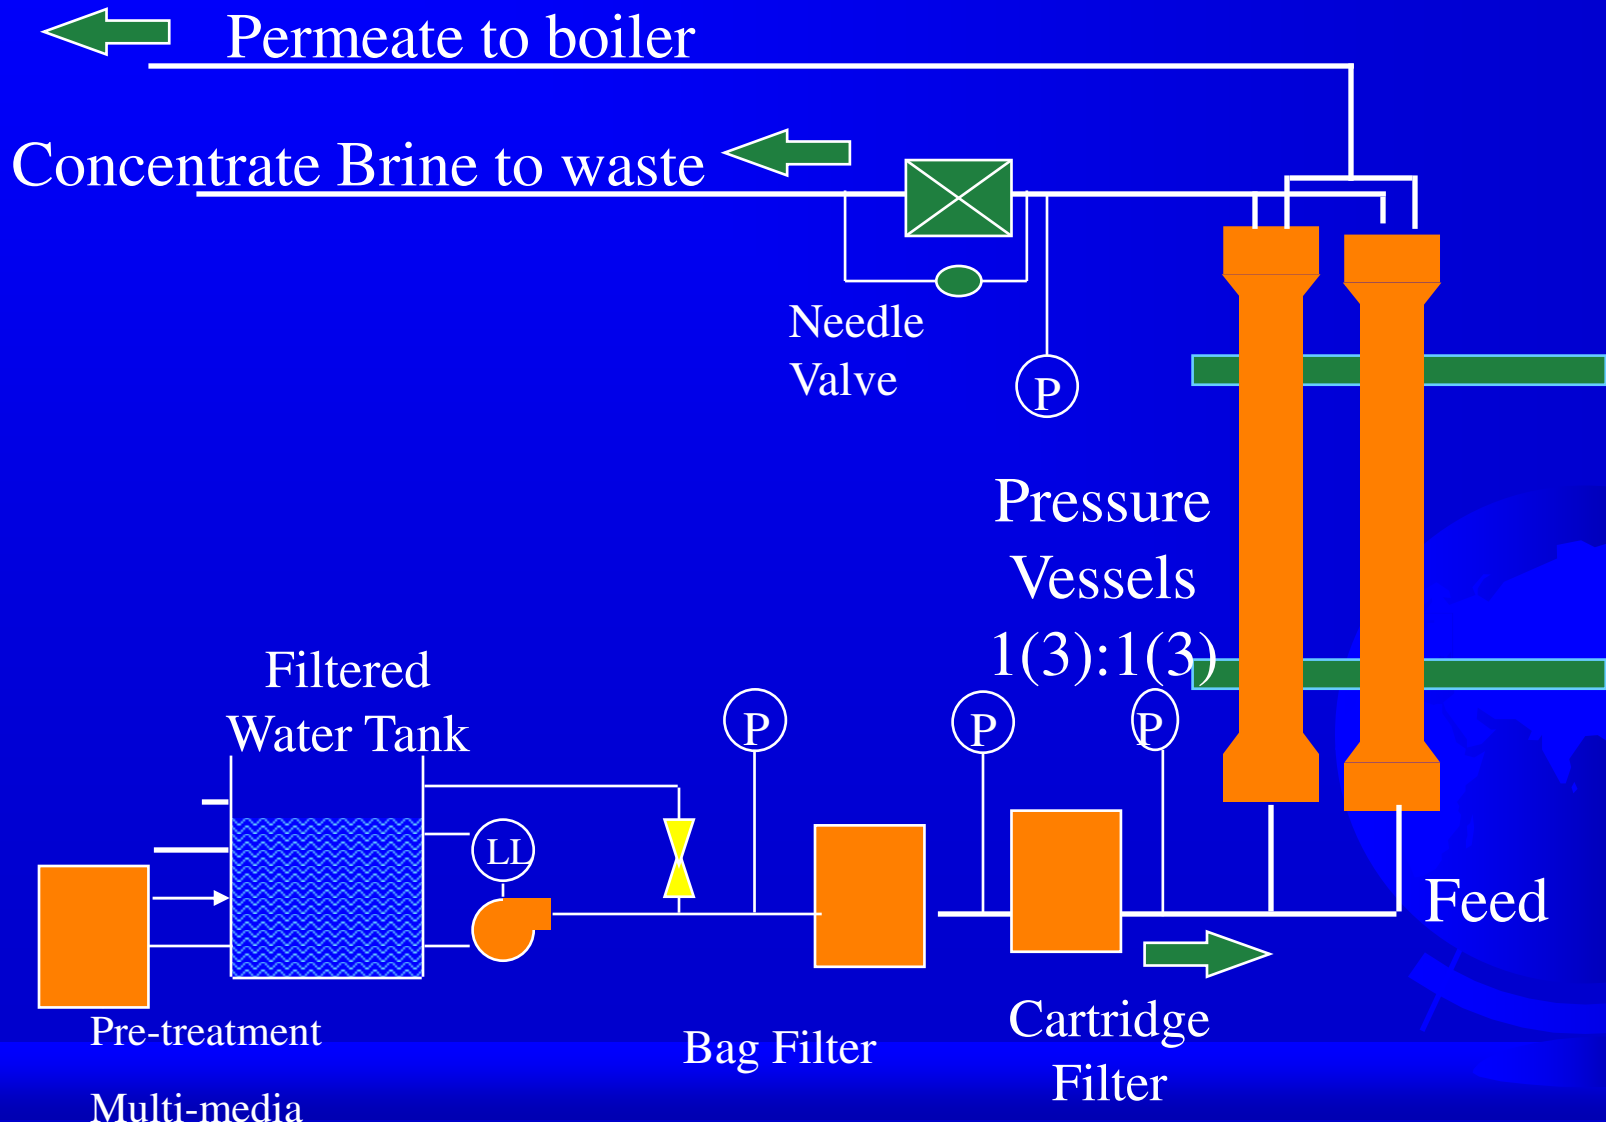 Permeate to boiler
Concentrate Brine to waste
Needle
Valve
P
Pressure
Vessels
1(3):1(3)
Filtered
Water Tank
P
P
P
LL
Feed
Pre-treatment
Multi-media
Bag Filter
Cartridge
Filter